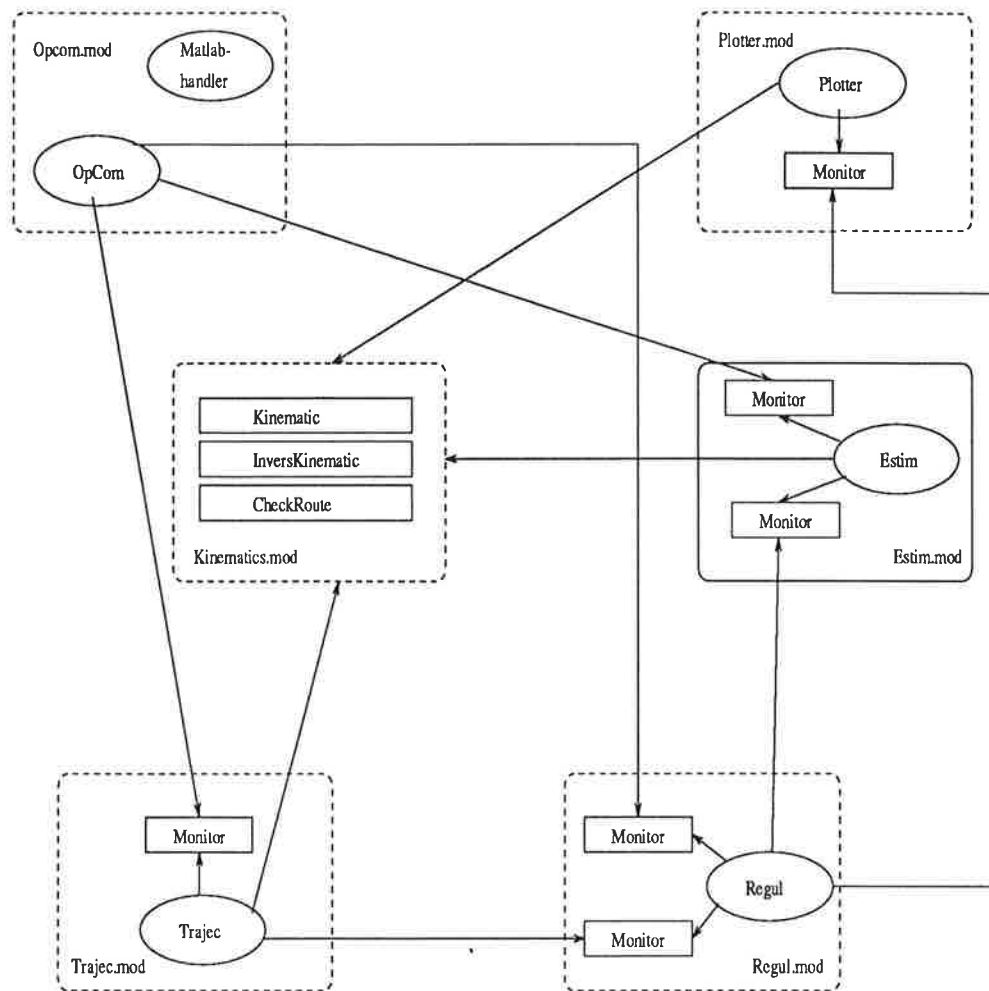 Opcom.mod
Matlab-
handler
OpCom
Plotter.mod
Plotter
Monitor
Kinematic
InversKinematic
CheckRoute
Kinematics.mod
Monitor
Estim
Monitor
Estim.mod
Monitor
Trajec
Trajec.mod
Monitor
Regul
Monitor
Regul.mod